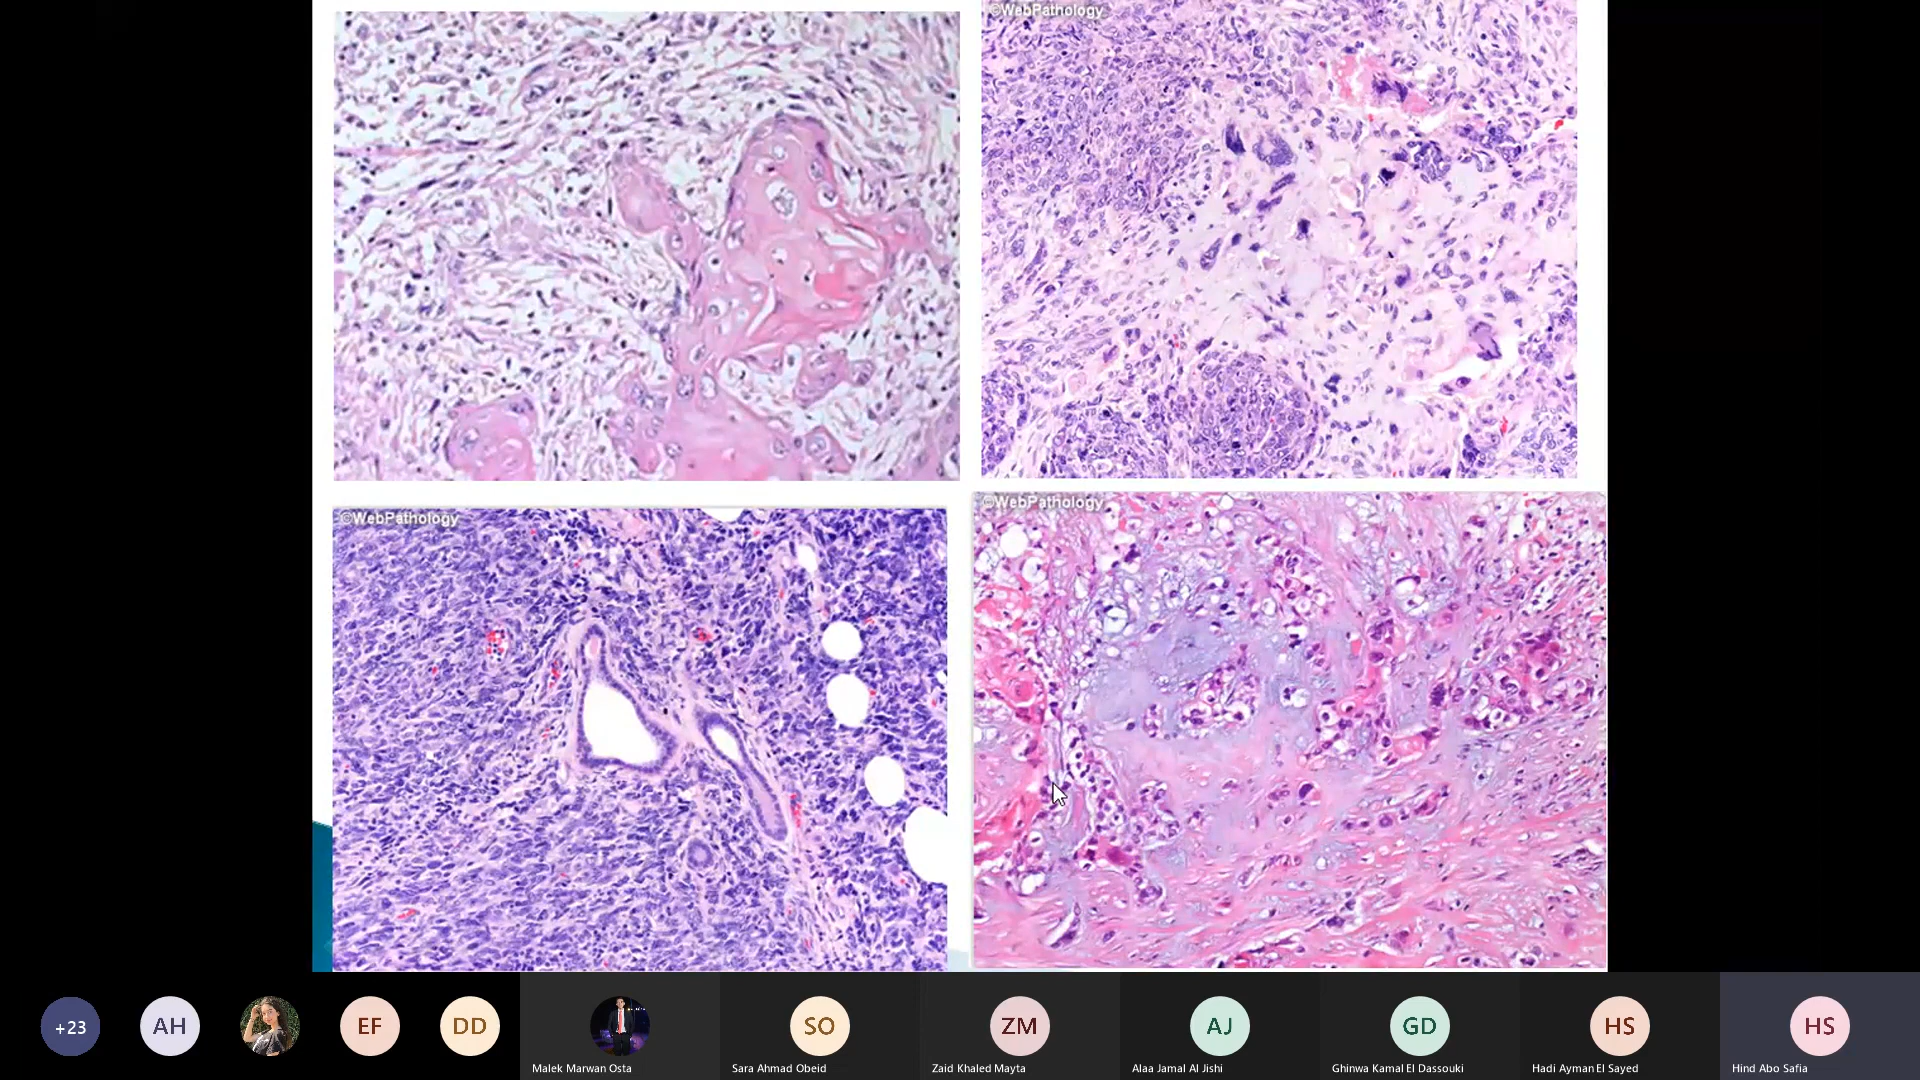 ©WebPathology
©WebPathology
©WebPathology
+23
AH
EF
DD
SO
ZM
AJ
GD
HS
HS
Malek Marwan Osta
Sara Ahmad Obeid
Zaid Khaled Mayta
Alaa Jamal Al Jishi
Ghinwa Kamal El Dassouki
Hadi Ayman El Sayed
Hind Abo Safia